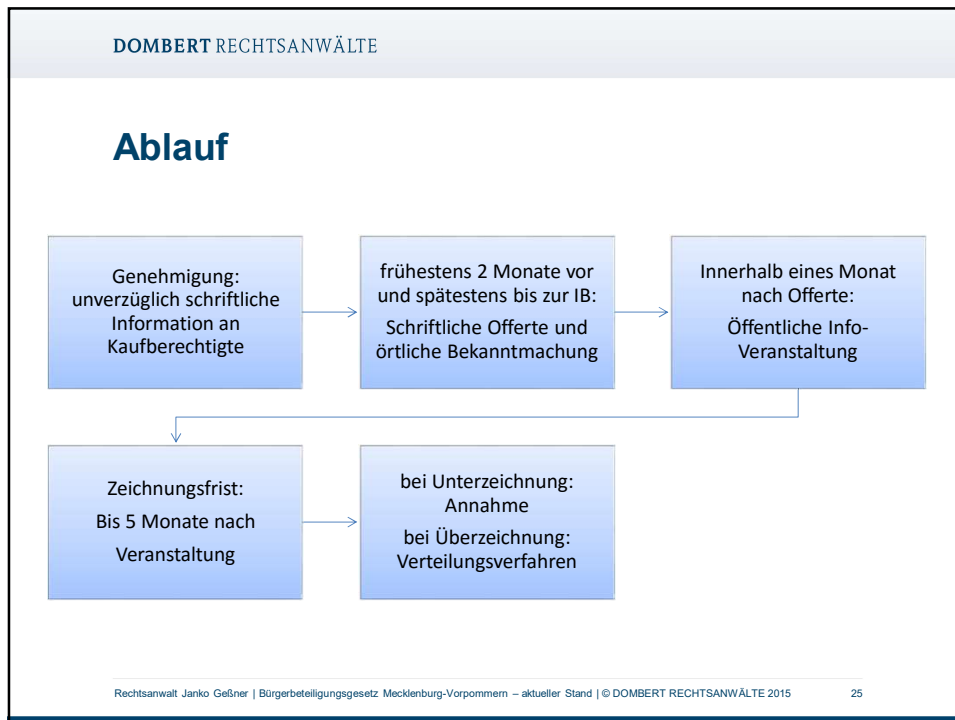 DOMBERT RECHTSANWÄLTE
Ablauf
Genehmigung:
unverzüglich schriftliche
Information an
Kaufberechtigte
frühestens 2 Monate vor
und spätestens bis zur IB:
Schriftliche Offerte und
örtliche Bekanntmachung
Innerhalb eines Monat
nach Offerte:
Öffentliche Info-
Veranstaltung
Zeichnungsfrist:
Bis 5 Monate nach
Veranstaltung
bei Unterzeichnung:
Annahme
bei Überzeichnung:
Verteilungsverfahren
Rechtsanwalt Janko Geßner | Bürgerbeteiligungsgesetz Mecklenburg-Vorpommern – aktueller Stand | © DOMBERT RECHTSANWÄLTE 2015 25